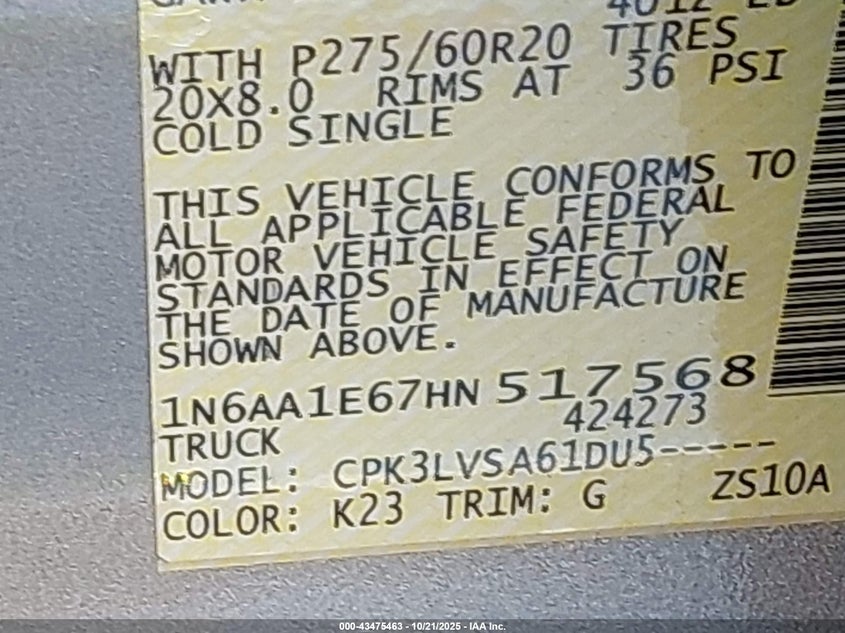 WITH P275/60R20 TIRES
20X8.0 RIMS AT 36 PSI
COLD SINGLE
THIS VEHICLE CONFORMS TO
ALL APPLICABLE FEDERAL
MOTOR VEHICLE SAFETY
STANDARDS IN EFFECT ON
THE DATE OF MANUFACTURE
SHOWN ABOVE.
1N6AA1E67HN 517568
424273
TRUCK
MODEL: CPK3LVSA61DU5-----
COLOR: K23 TRIM: G ZS10A
000-43475463 - 10/21/2025 - IAA Inc.